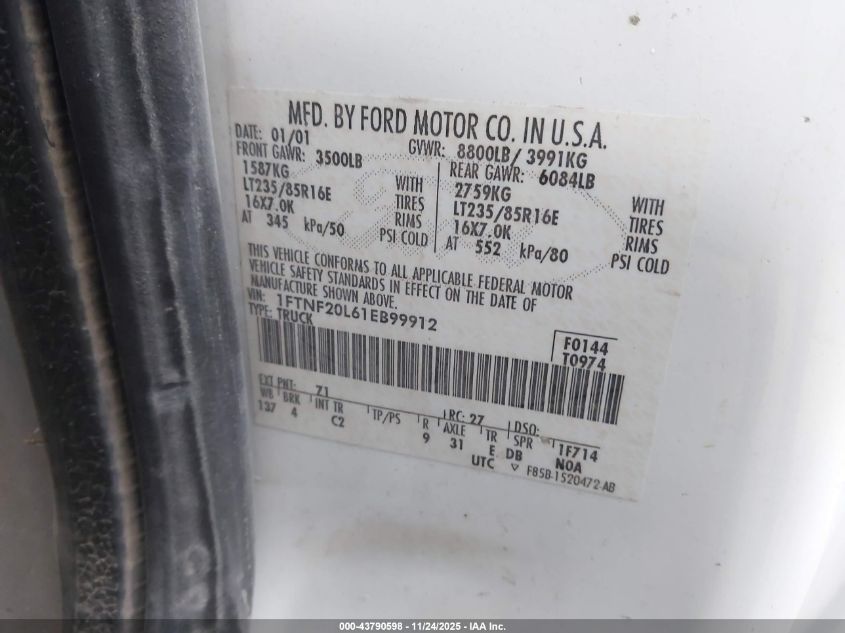 MFD. BY FORD MOTOR CO. IN U.S.A.
DATE: 01/01 GVWR: 8800LB/ 3991KG
FRONT GAWR: 3500LB REAR GAWR: 6084LB
1587KG WITH 2759KG WITH
LT235/85R16E TIRES LT235/85R16E TIRES
16X7.0K RIMS 16X7.0K RIMS
AT 345 kPa/50 PSI COLD AT 552 kPa/80 PSI COLD
THIS VEHICLE CONFORMS TO ALL APPLICABLE FEDERAL MOTOR
VEHICLE SAFETY STANDARDS IN EFFECT ON THE DATE OF
MANUFACTURE SHOWN ABOVE.
VIN: 1FTNF20L61EB99912
TYPE: TRUCK
F0144
T0974
EXT PNT: Z1 RC: 27 DSO:
WB BRK INT TR TP/PS R AXLE TR SPR 1F714
137 4 C2 9 31 E DB N0A
UTC ▽ F85B-1520472-AB
000-43790598 - 11/24/2025 - IAA Inc.